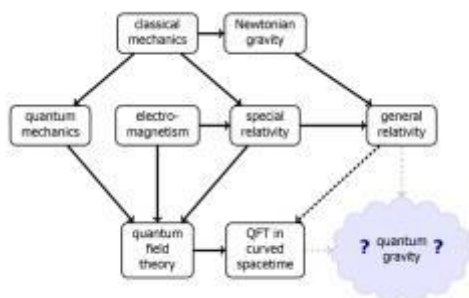 classical
mechanics
Newtonian
gravity
quantum
mechanics
electro-
magnetism
special
relativity
general
relativity
quantum
field
theory
QFT in
curved
spacetime
? quantum ?
gravity